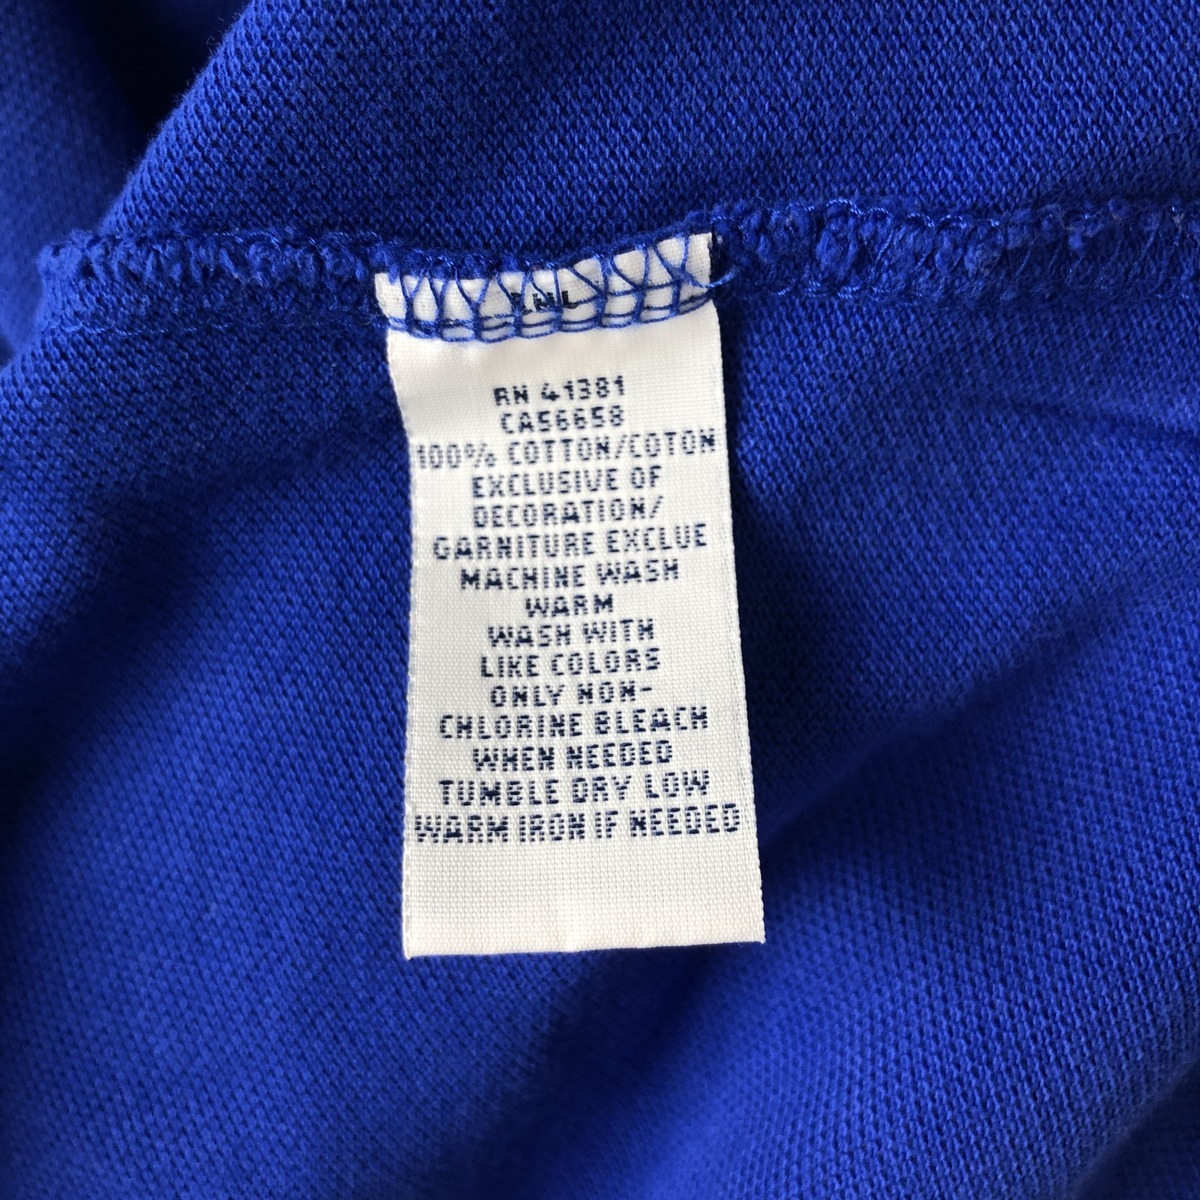 RN 41381
CA56658
100% COTTON/COTON
EXCLUSIVE OF
DECORATION/
GARNITURE EXCLUE
MACHINE WASH
WARM
WASH WITH
LIKE COLORS
ONLY NON-
CHLORINE BLEACH
WHEN NEEDED
TUMBLE DRY LOW
WARM IRON IF NEEDED